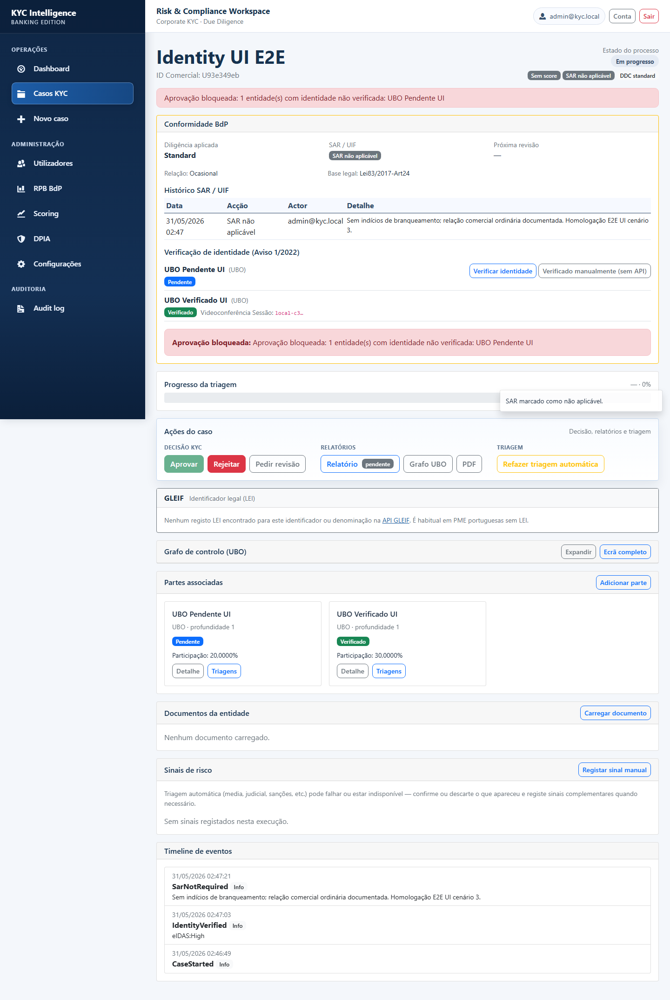 KYC Intelligence
BANKING EDITION
OPERAÇÕES
Dashboard
Casos KYC
Novo caso
ADMINISTRAÇÃO
Utilizadores
RPB BdP
Scoring
DPIA
Configurações
AUDITORIA
Audit log
Risk & Compliance Workspace
Corporate KYC · Due Diligence
admin@kyc.local
Conta
Sair
Identity UI E2E
ID Comercial: U93e349eb
Estado do processo
Em progresso
Sem score SAR não aplicável DDC standard
Aprovação bloqueada: 1 entidade(s) com identidade não verificada: UBO Pendente UI
Conformidade BdP
Diligência aplicada
Standard
SAR / UIF
SAR não aplicável
Próxima revisão
—
Relação: Ocasional
Base legal: Lei83/2017-Art24
Histórico SAR / UIF
Data Acção Actor Detalhe
31/05/2026 SAR não admin@kyc.local Sem indícios de branqueamento; relação comercial ordinária documentada. Homologação E2E UI cenário
02:47 aplicável 3.
Verificação de identidade (Aviso 1/2022)
UBO Pendente UI (UBO)
Pendente
Verificar identidade
Verificado manualmente (sem API)
UBO Verificado UI (UBO)
Verificado Videoconferência Sessão: local-c3…
Aprovação bloqueada: Aprovação bloqueada: 1 entidade(s) com identidade não verificada: UBO Pendente UI
Progresso da triagem
— · 0%
SAR marcado como não aplicável.
Ações do caso
Decisão, relatórios e triagem
DECISÃO KYC
Aprovar Rejeitar Pedir revisão
RELATÓRIOS
Relatório pendente Grafo UBO PDF
TRIAGEM
Refazer triagem automática
GLEIF Identificador legal (LEI)
Nenhum registo LEI encontrado para este identificador ou denominação na API GLEIF. É habitual em PME portuguesas sem LEI.
Grafo de controlo (UBO)
Expandir
Ecrã completo
Partes associadas
Adicionar parte
UBO Pendente UI
UBO · profundidade 1
Pendente
Participação: 20,0000%
Detalhe Triagens
UBO Verificado UI
UBO · profundidade 1
Verificado
Participação: 30,0000%
Detalhe Triagens
Documentos da entidade
Carregar documento
Nenhum documento carregado.
Sinais de risco
Registar sinal manual
Triagem automática (media, judicial, sanções, etc.) pode falhar ou estar indisponível — confirme ou descarte o que apareceu e registe sinais complementares quando
necessário.
Sem sinais registados nesta execução.
Timeline de eventos
31/05/2026 02:47:21
SarNotRequired Info
Sem indícios de branqueamento; relação comercial ordinária documentada. Homologação E2E UI cenário 3.
31/05/2026 02:47:03
IdentityVerified Info
eIDAS:High
31/05/2026 02:46:49
CaseStarted Info